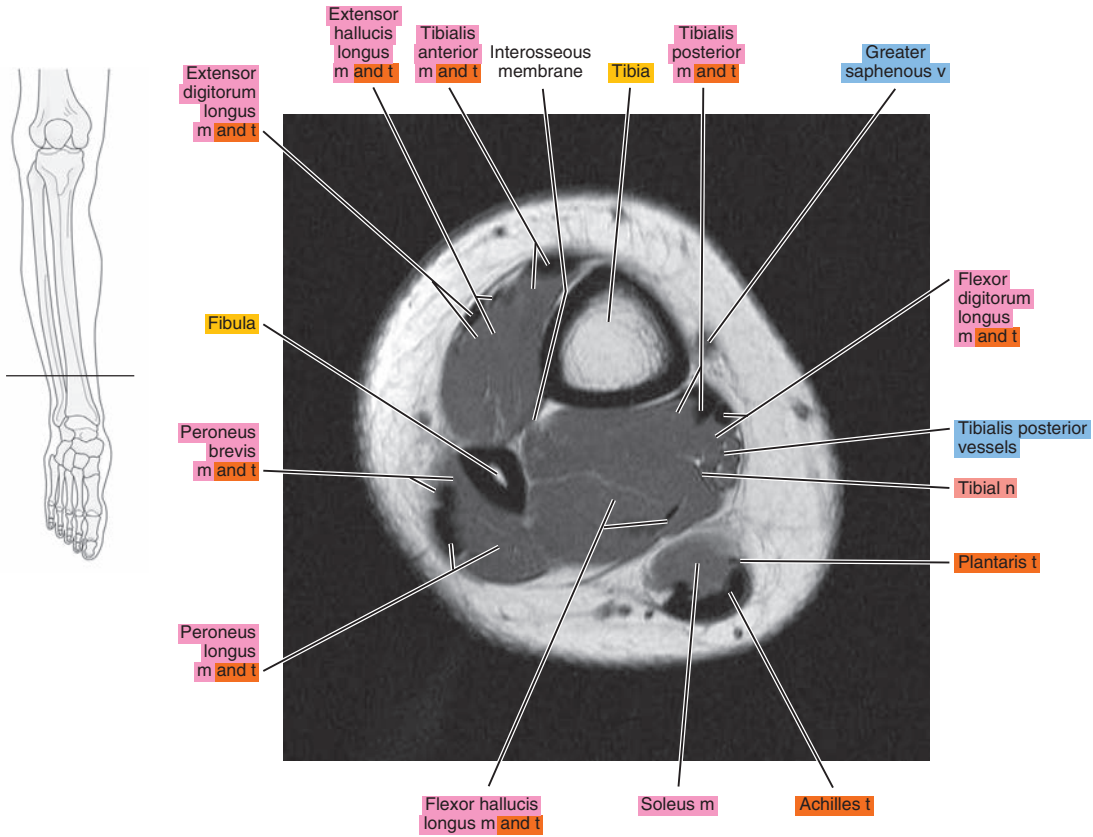 Extensor
hallucis
longus
m and t
Tibialis
anterior
m and t
Interosseous
membrane
Tibia
Tibialis
posterior
m and t
Greater
saphenous v
Extensor
digitorum
longus
m and t
Flexor
digitorum
longus
m and t
Fibula
Peroneus
brevis
m and t
Tibialis posterior
vessels
Tibial n
Plantaris t
Peroneus
longus
m and t
Flexor hallucis
longus m and t
Soleus m
Achilles t